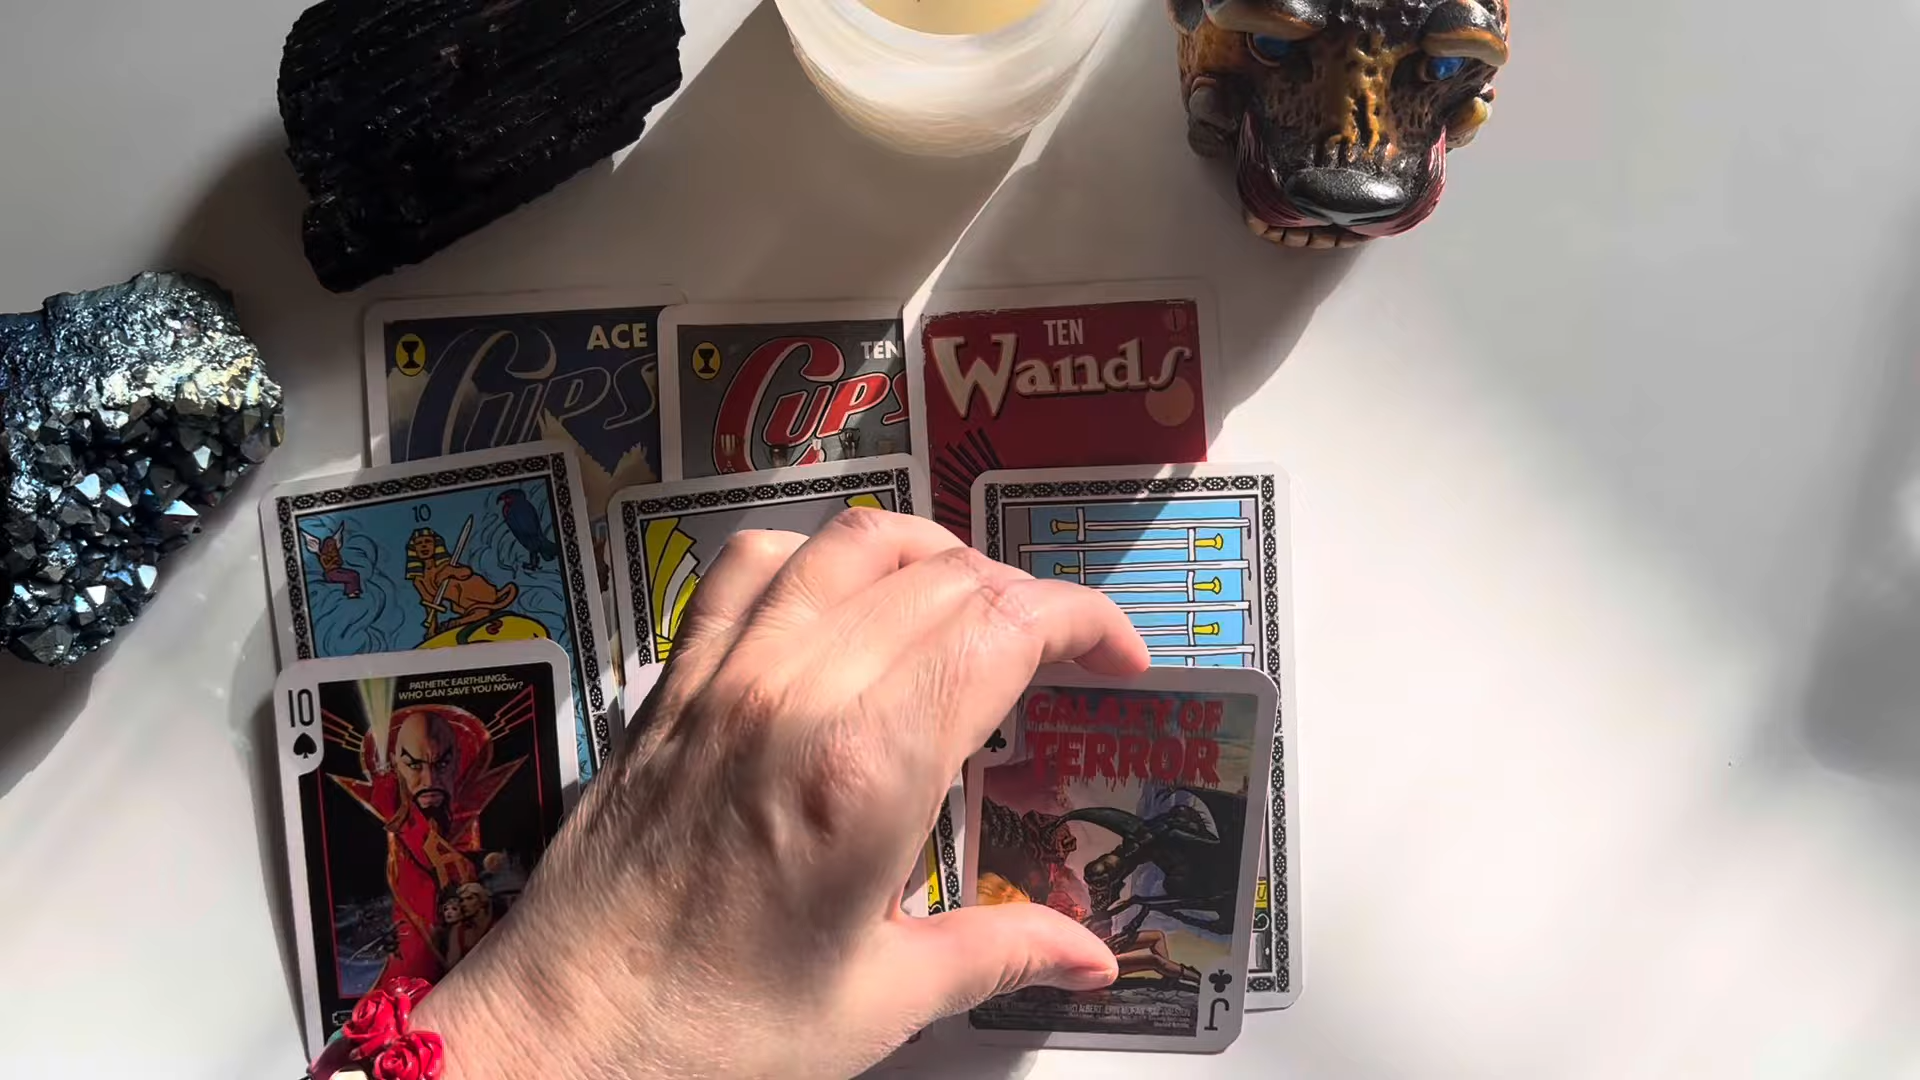 ACE
Cups
TEN
Cups
TEN
Wands
10
10
PATHETIC EARTHLINGS...
WHO CAN SAVE YOU NOW?
GALAXY OF
TERROR
J